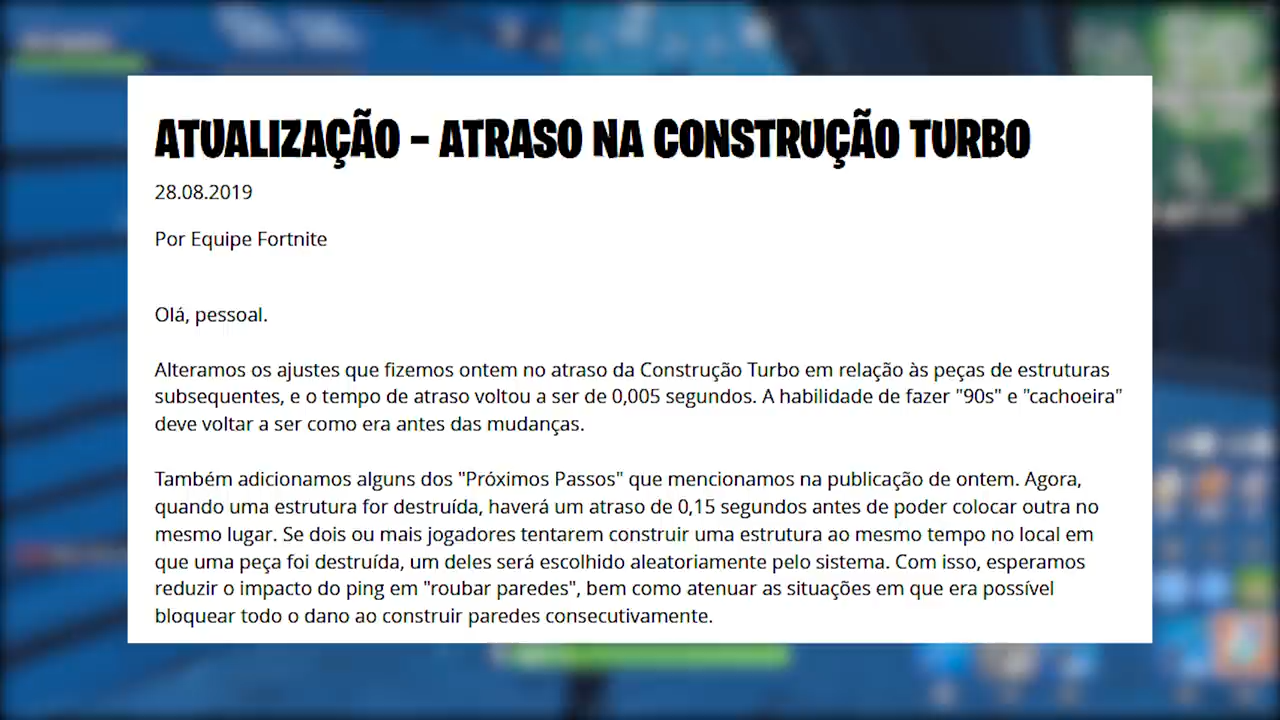 ATUALIZAÇÃO – ATRASO NA CONSTRUÇÃO TURBO
28.08.2019
Por Equipe Fortnite
Olá, pessoal.
Alteramos os ajustes que fizemos ontem no atraso da Construção Turbo em relação às peças de estruturas
subsequentes, e o tempo de atraso voltou a ser de 0,005 segundos. A habilidade de fazer "90s" e "cachoeira"
deve voltar a ser como era antes das mudanças.
Também adicionamos alguns dos "Próximos Passos" que mencionamos na publicação de ontem. Agora,
quando uma estrutura for destruída, haverá um atraso de 0,15 segundos antes de poder colocar outra no
mesmo lugar. Se dois ou mais jogadores tentarem construir uma estrutura ao mesmo tempo no local em
que uma peça foi destruída, um deles será escolhido aleatoriamente pelo sistema. Com isso, esperamos
reduzir o impacto do ping em "roubar paredes", bem como atenuar as situações em que era possível
bloquear todo o dano ao construir paredes consecutivamente.